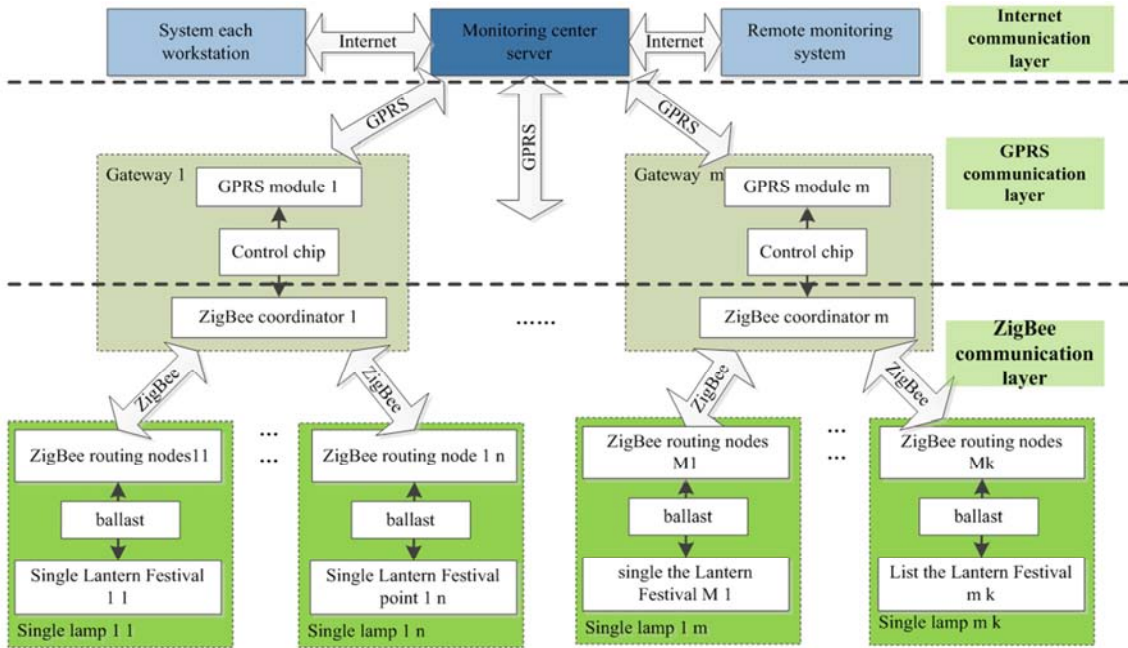 System each
workstation
Internet
Monitoring center
server
Internet
Remote monitoring
system
Internet
communication
layer
GPRS
GPRS
GPRS
GPRS
communication
layer
Gateway 1
GPRS module 1
Control chip
ZigBee coordinator 1
……
Gateway m
GPRS module m
Control chip
ZigBee coordinator m
ZigBee
communication
layer
ZigBee
ZigBee
ZigBee
ZigBee
ZigBee routing nodes11
ballast
Single Lantern Festival
1 1
Single lamp 1 1
...
...
ZigBee routing node 1 n
ballast
Single Lantern Festival
point 1 n
Single lamp 1 n
ZigBee routing nodes
M1
ballast
single the Lantern
Festival M 1
Single lamp 1 m
...
...
ZigBee routing nodes
Mk
ballast
List the Lantern Festival
m k
Single lamp m k